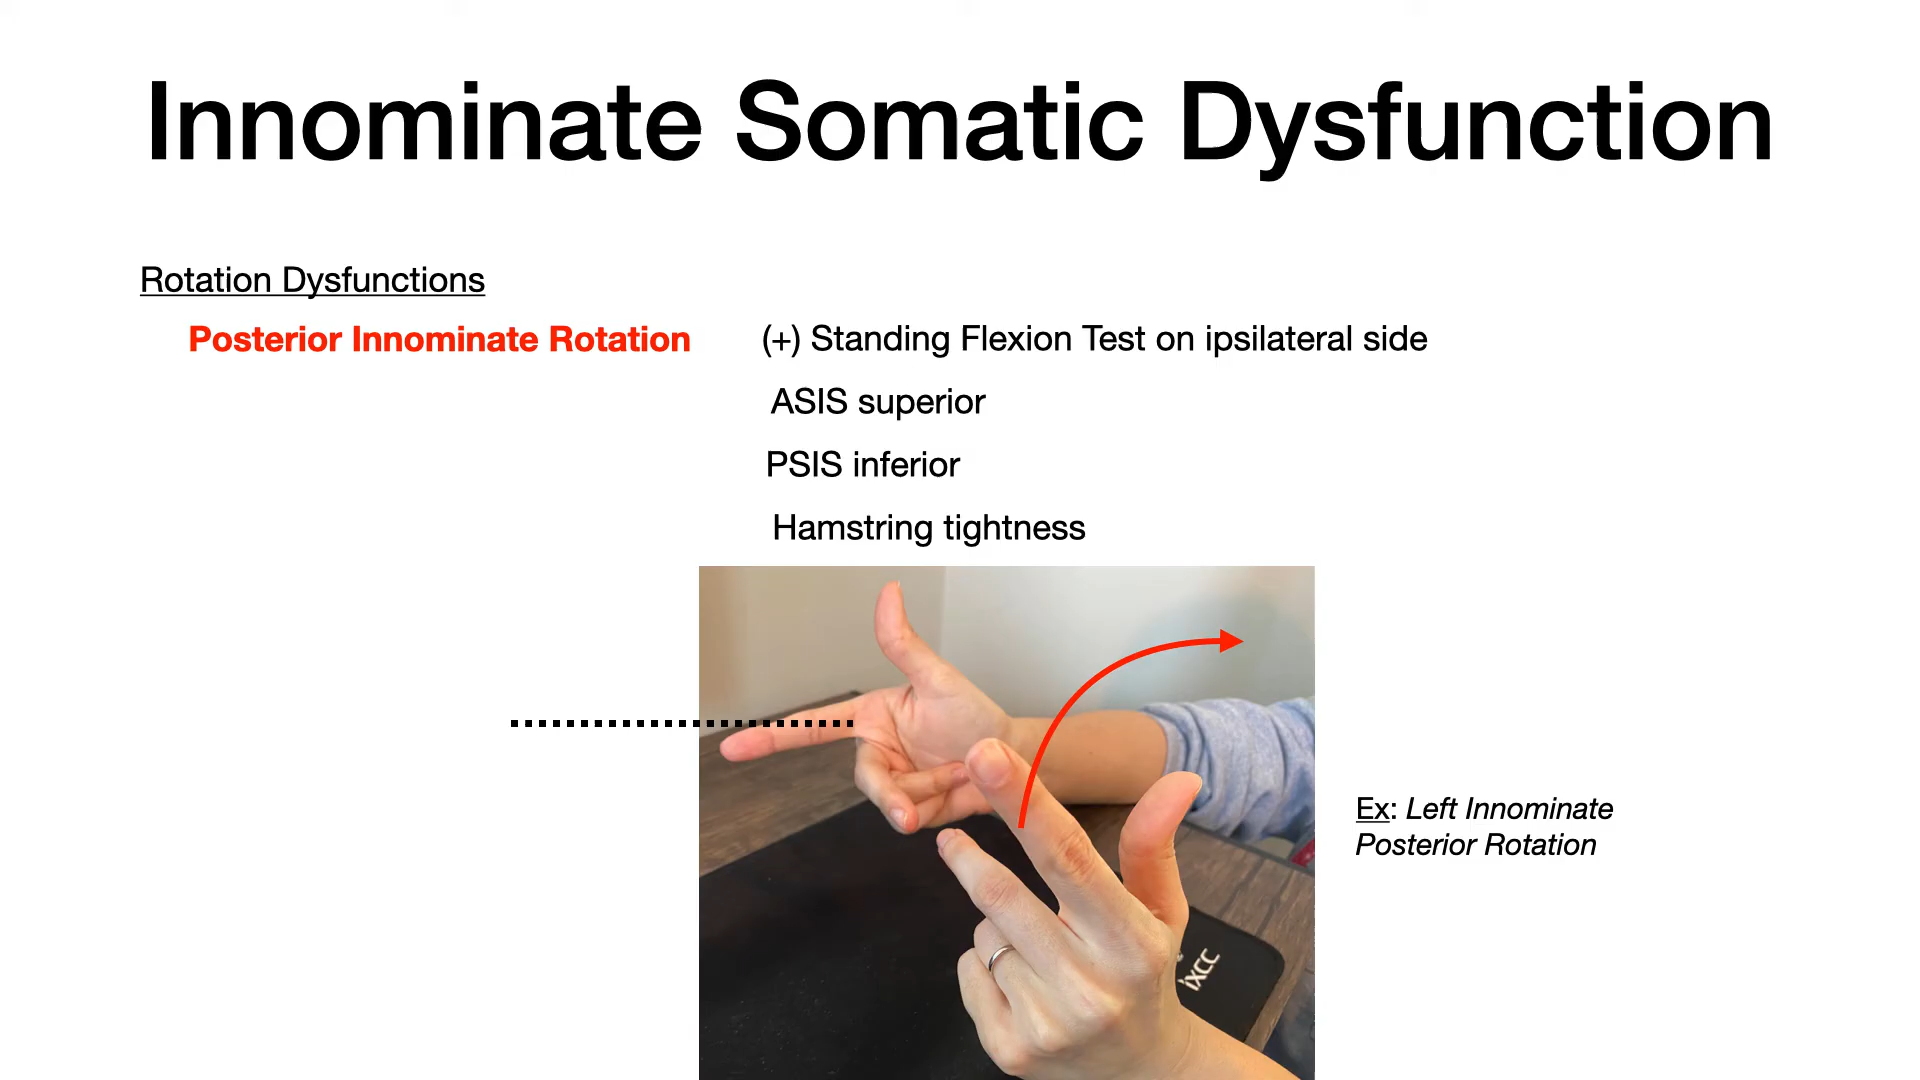 Innominate Somatic Dysfunction
Rotation Dysfunctions
Posterior Innominate Rotation
(+) Standing Flexion Test on ipsilateral side
ASIS superior
PSIS inferior
Hamstring tightness
Ex: Left Innominate
Posterior Rotation
ixcc